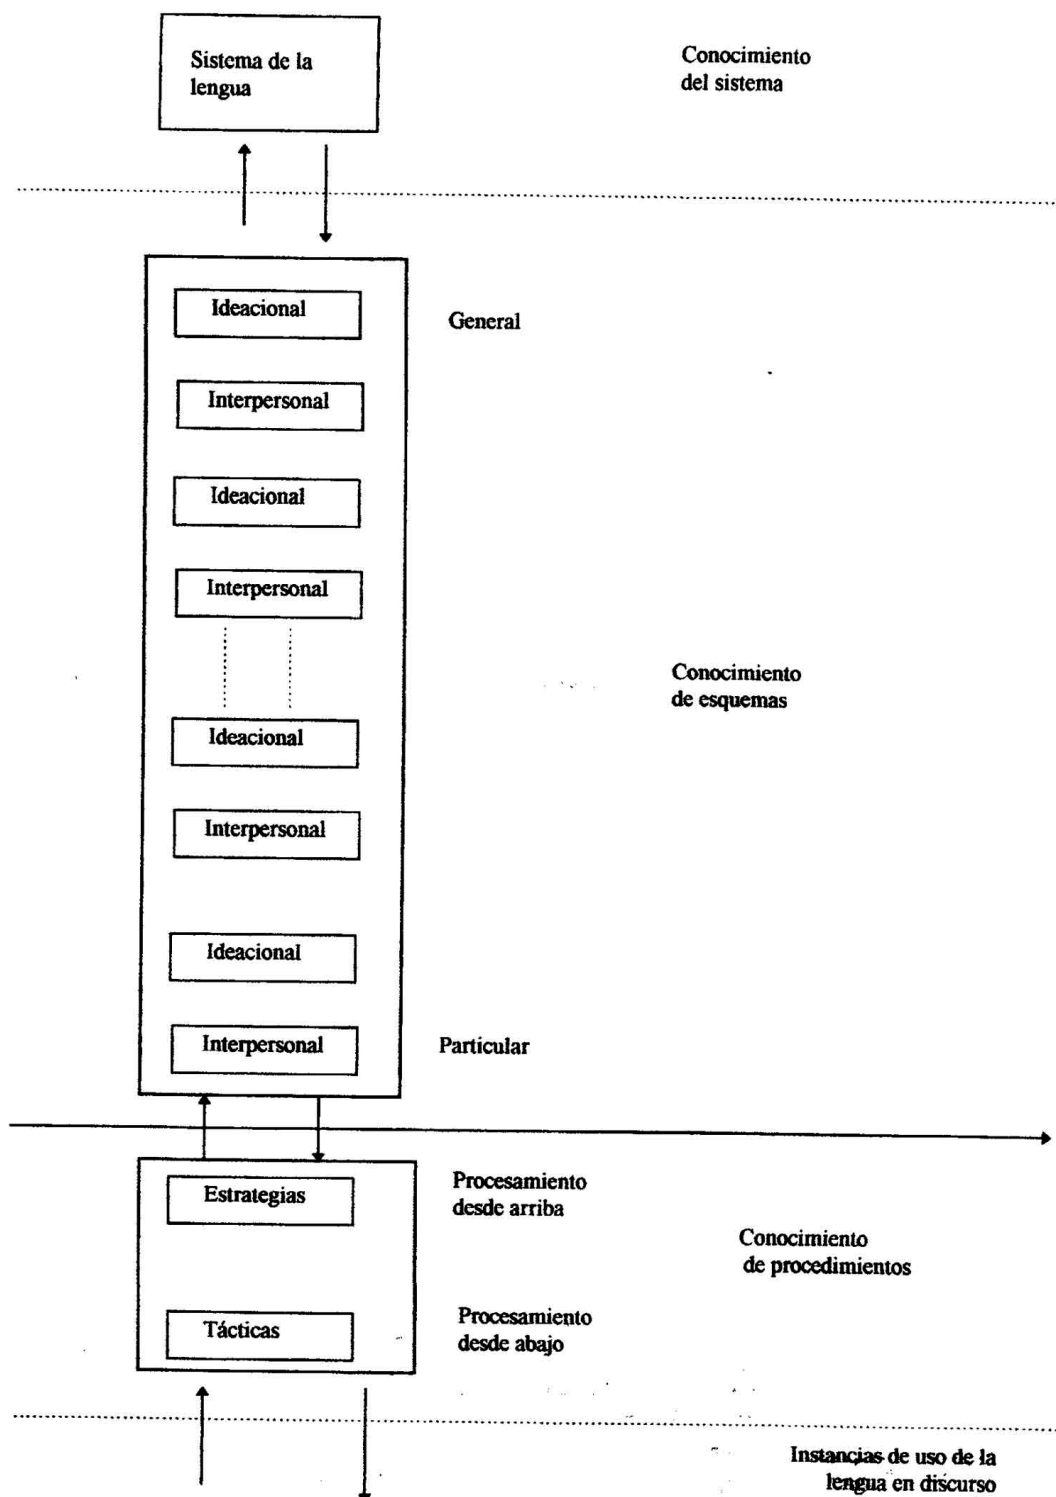 Sistema de la
lengua
Conocimiento
del sistema
Ideacional
General
Interpersonal
Ideacional
Interpersonal
Conocimiento
de esquemas
Ideacional
Interpersonal
Ideacional
Interpersonal
Particular
Estrategias
Procesamiento
desde arriba
Conocimiento
de procedimientos
Tácticas
Procesamiento
desde abajo
Instancias de uso de la
lengua en discurso